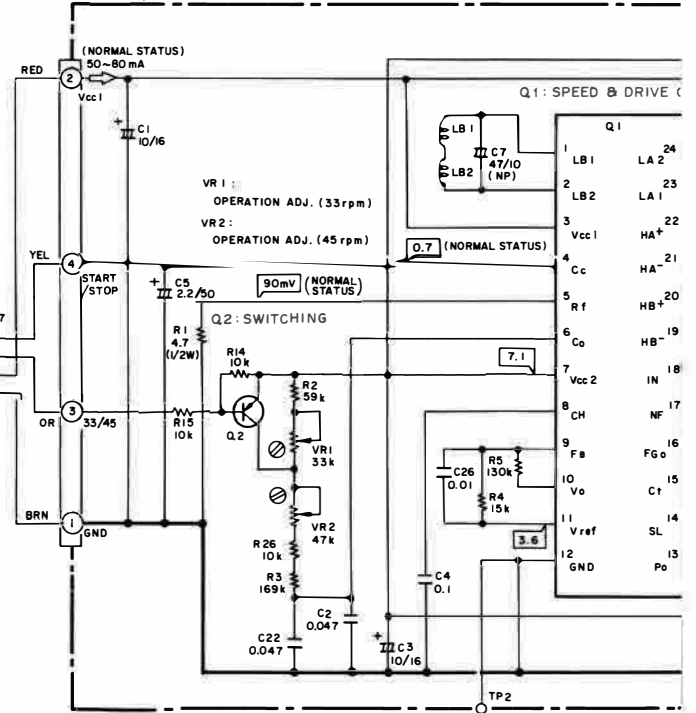 (NORMAL STATUS)
50~80mA
RED
2
Vcc1
+
C1
10/16
VR1:
OPERATION ADJ. (33rpm)
VR2:
OPERATION ADJ. (45rpm)
YEL
4
START
/STOP
+
C5
2.2/50
90mV (NORMAL
STATUS)
0.7 (NORMAL STATUS)
R1
4.7
(1/2W)
Q2: SWITCHING
R14
10k
R2
59k
7.1
OR
3
33/45
R15
10k
Q2
VR1
33k
VR2
47k
R26
10k
R3
169k
BRN
1
GND
C22
0.047
C2
0.047
+
C3
10/16
C4
0.1
C26
0.01
R5
130k
R4
15k
3.6
TP2
Q1: SPEED & DRIVE (
LB1
LB2
C7
47/10
(NP)
Q1
1
LB1
2
LB2
3
Vcc1
4
Cc
5
Rf
6
Co
7
Vcc2
8
CH
9
FB
10
Vo
11
Vref
12
GND
24
LA2
23
LA1
22
HA+
21
HA-
20
HB+
19
HB-
18
IN
17
NF
16
FGo
15
Ct
14
SL
13
Po
7